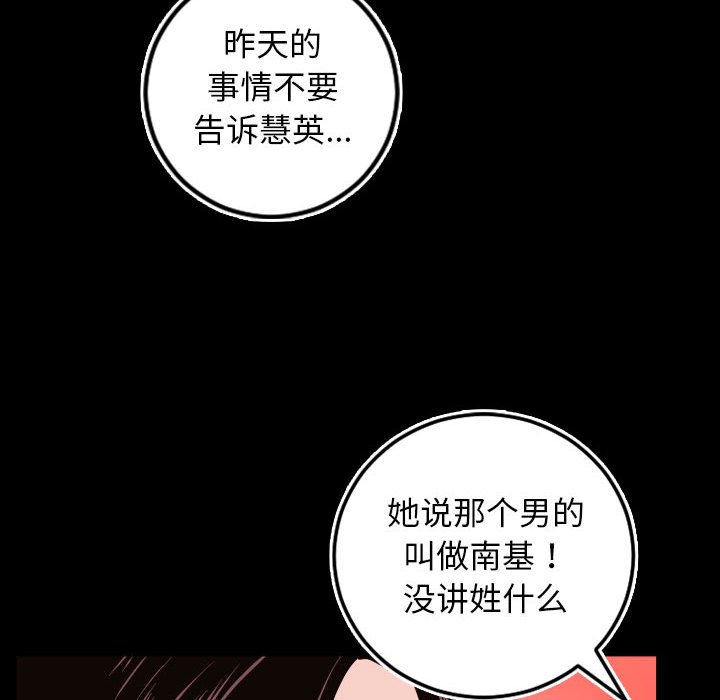 昨天的
事情不要
告诉慧英...
她说那个男的
叫做南基！
没讲姓什么